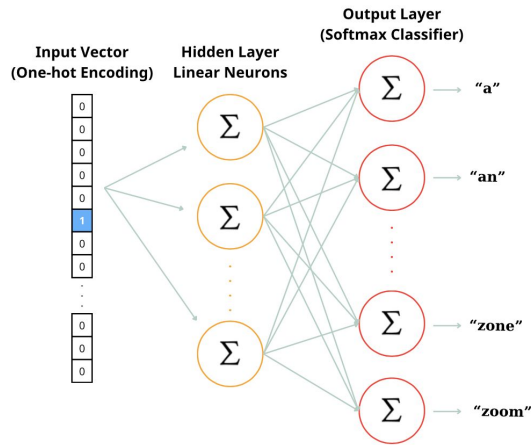 Input Vector
(One-hot Encoding)
Hidden Layer
Linear Neurons
Output Layer
(Softmax Classifier)
0
0
0
0
0
1
0
0
0
0
0
Σ
Σ
Σ
Σ
Σ
Σ
Σ
“a”
“an”
“zone”
“zoom”